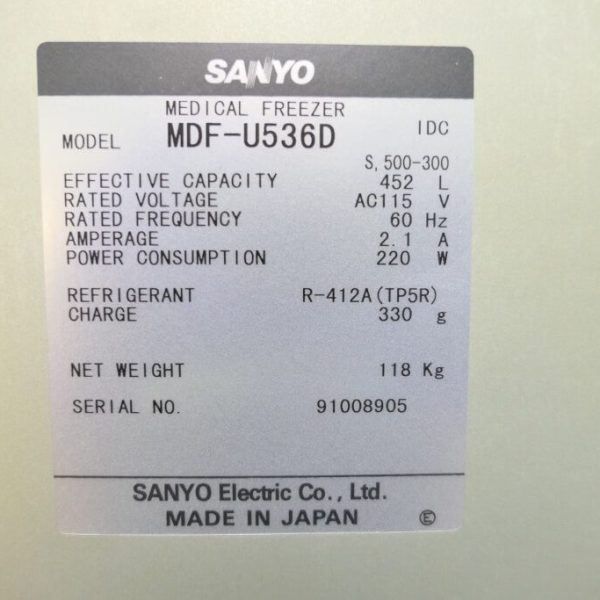 SANYO
MEDICAL FREEZER
MODEL MDF-U536D IDC
S,500-300
EFFECTIVE CAPACITY 452 L
RATED VOLTAGE AC115 V
RATED FREQUENCY 60 Hz
AMPERAGE 2.1 A
POWER CONSUMPTION 220 W
REFRIGERANT R-412A(TP5R)
CHARGE 330 g
NET WEIGHT 118 Kg
SERIAL NO. 91008905
SANYO Electric Co., Ltd.
MADE IN JAPAN Ⓔ